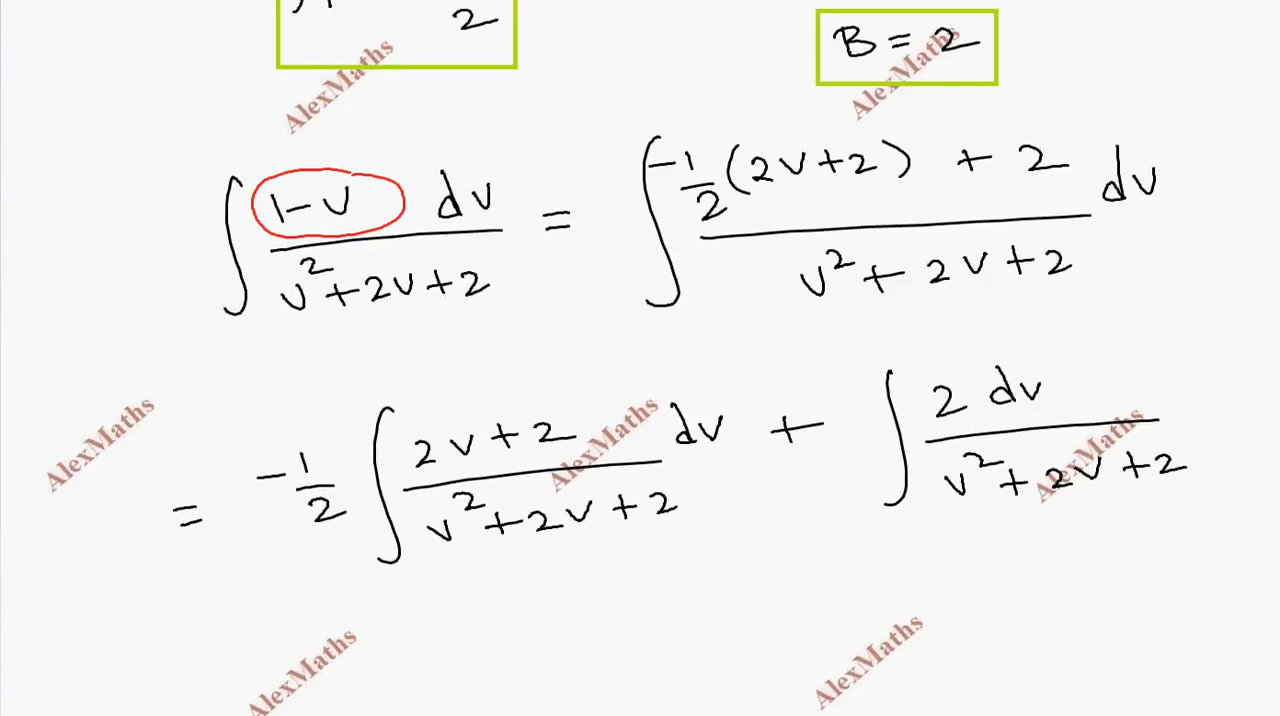 2
B = 2
∫ (1-v) dv / (v²+2v+2) = ∫ (-1/2 (2v+2) + 2) / (v²+2v+2) dv
= -1/2 ∫ (2v+2) / (v²+2v+2) dv + ∫ 2 dv / (v²+2v+2)
AlexMaths
AlexMaths
AlexMaths
AlexMaths
AlexMaths
AlexMaths
AlexMaths